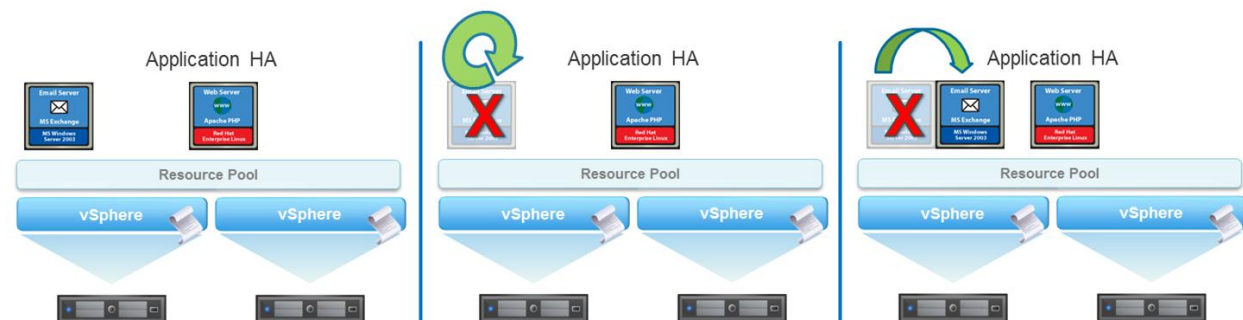 Application HA
Email Server
MS Exchange
MS Windows
Server 2003
Web Server
www
Apache PHP
Red Hat
Enterprise Linux
Resource Pool
vSphere
vSphere
Application HA
X
Web Server
www
Apache PHP
Red Hat
Enterprise Linux
Resource Pool
vSphere
vSphere
Application HA
X
Email Server
MS Exchange
MS Windows
Server 2003
Web Server
www
Apache PHP
Red Hat
Enterprise Linux
Resource Pool
vSphere
vSphere